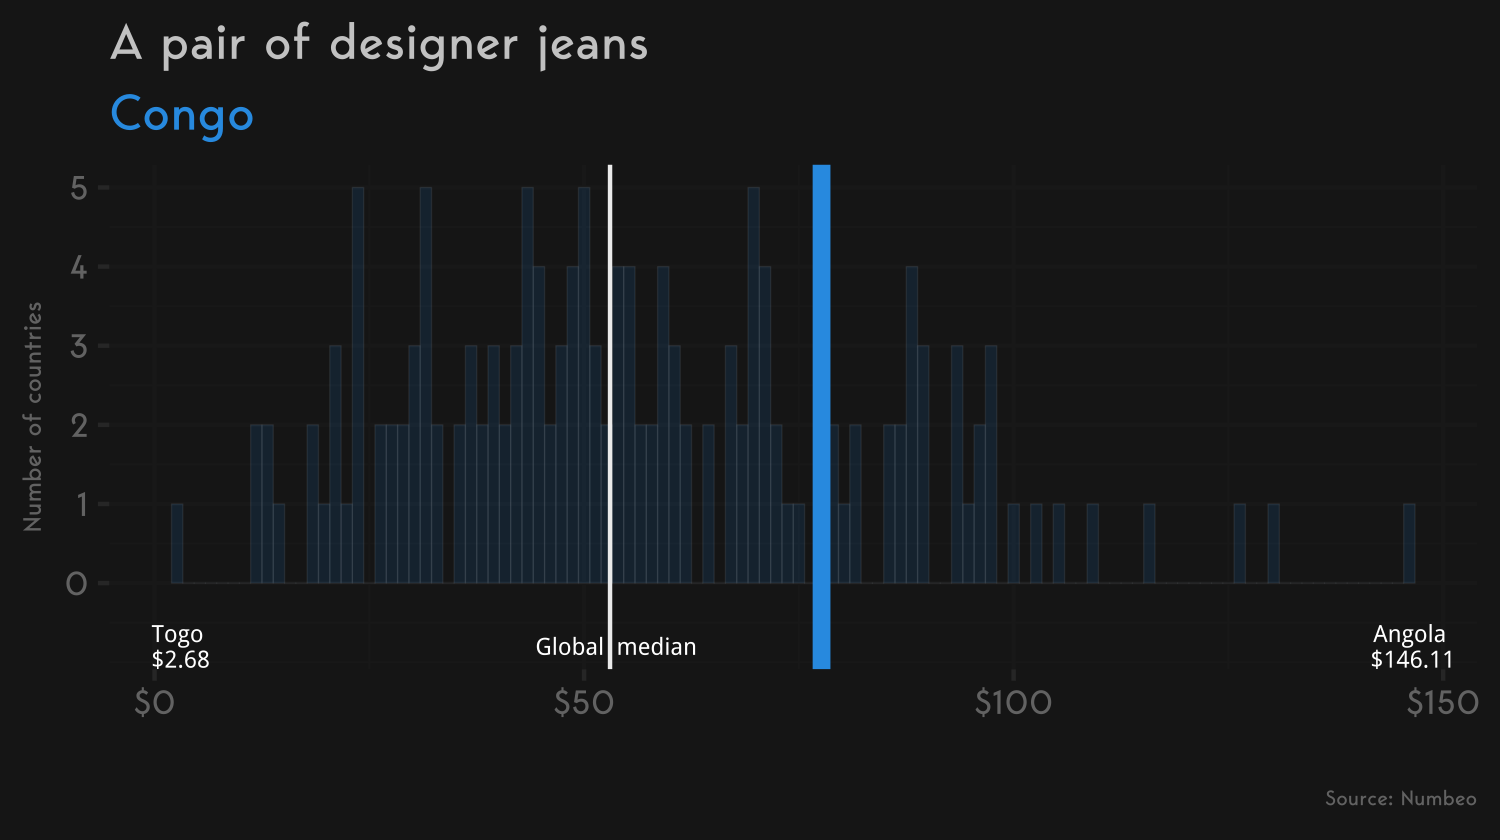 A pair of designer jeans
Congo
Number of countries
5
4
3
2
1
0
Togo
$2.68
Global median
Angola
$146.11
$0
$50
$100
$150
Source: Numbeo